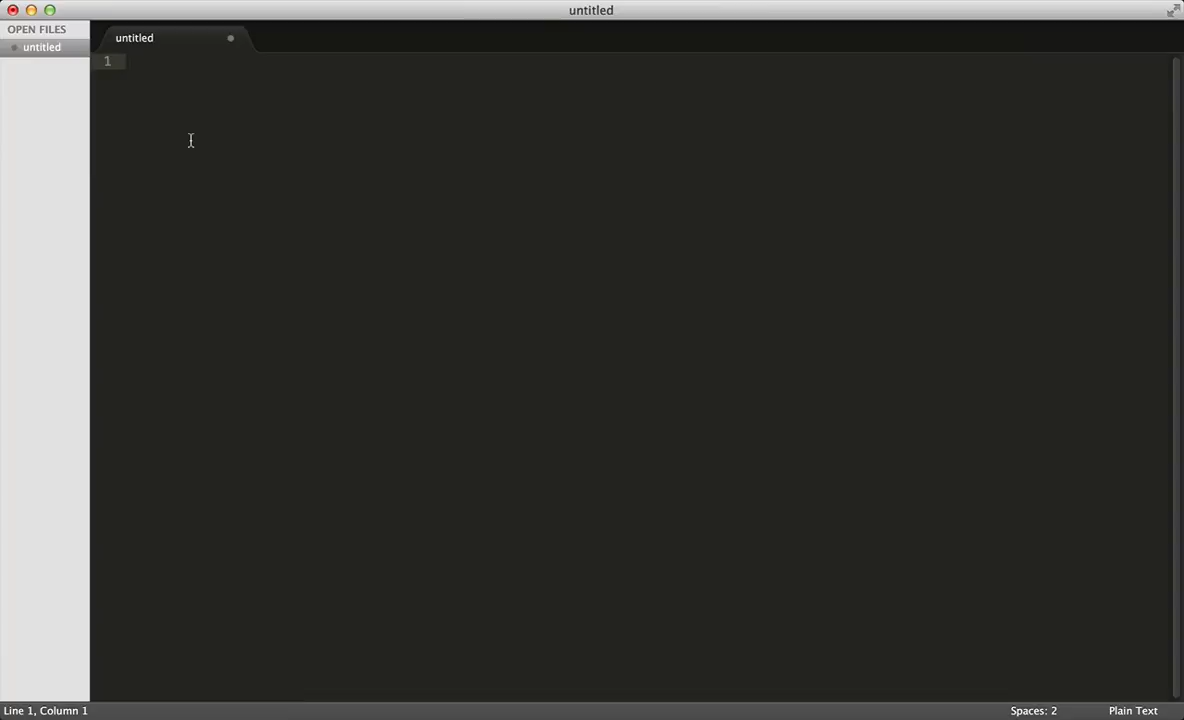 untitled
OPEN FILES
untitled
untitled
1
Line 1, Column 1
Spaces: 2
Plain Text